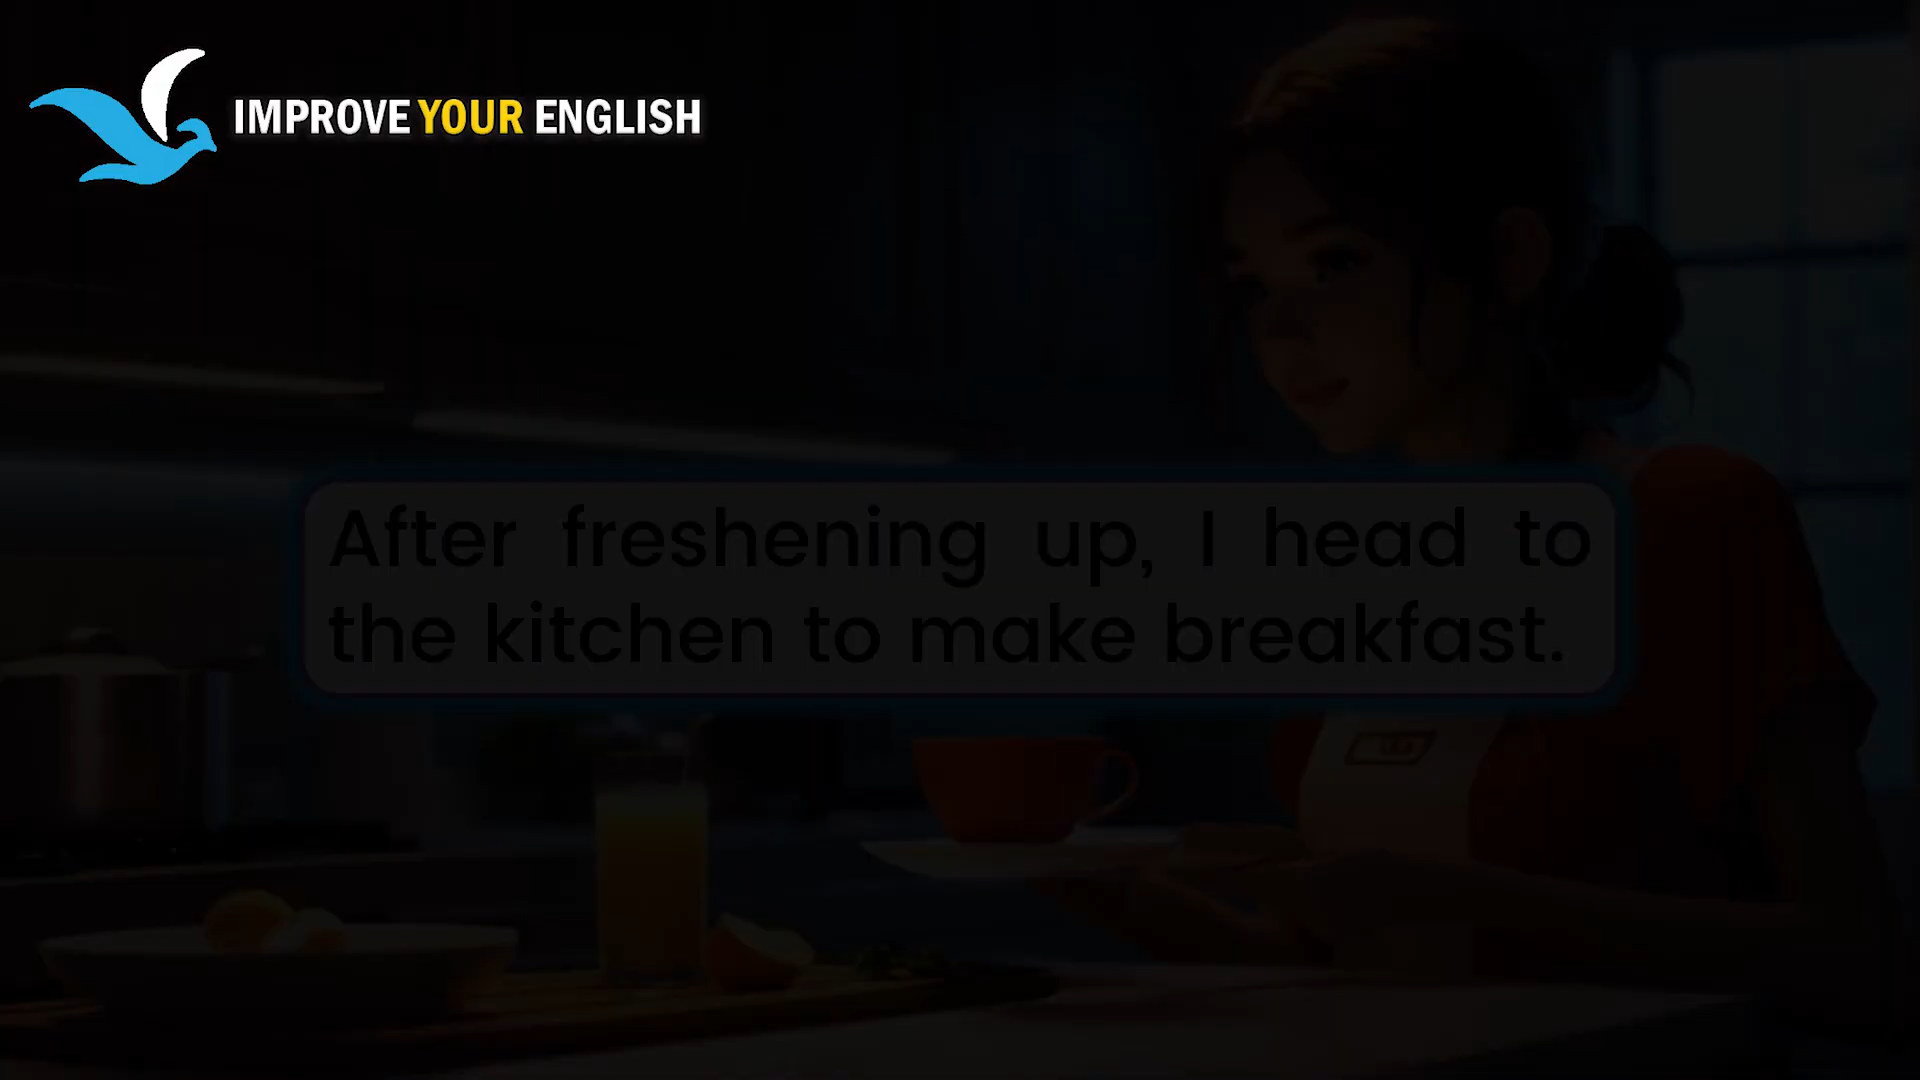 IMPROVE YOUR ENGLISH
After freshening up, I head to
the kitchen to make breakfast.